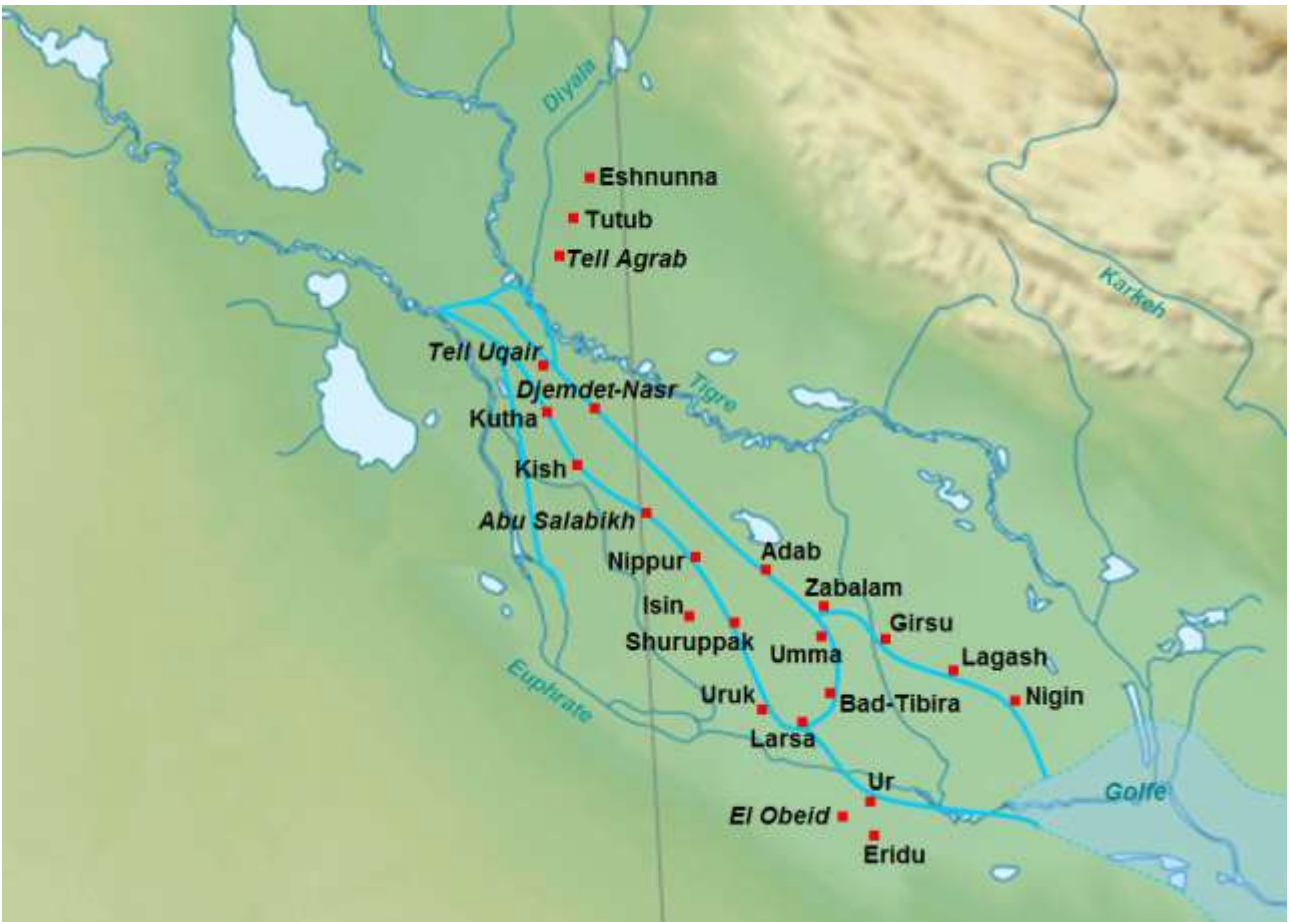 Diyala
Eshnunna
Tutub
Tell Agrab
Karkeh
Tell Uqair
Djemdet-Nasr
Tigre
Kutha
Kish
Abu Salabikh
Nippur
Adab
Zabalam
Isin
Girsu
Shuruppak
Umma
Lagash
Euphrate
Uruk
Bad-Tibira
Nigin
Larsa
Ur
Golfe
El Obeid
Eridu